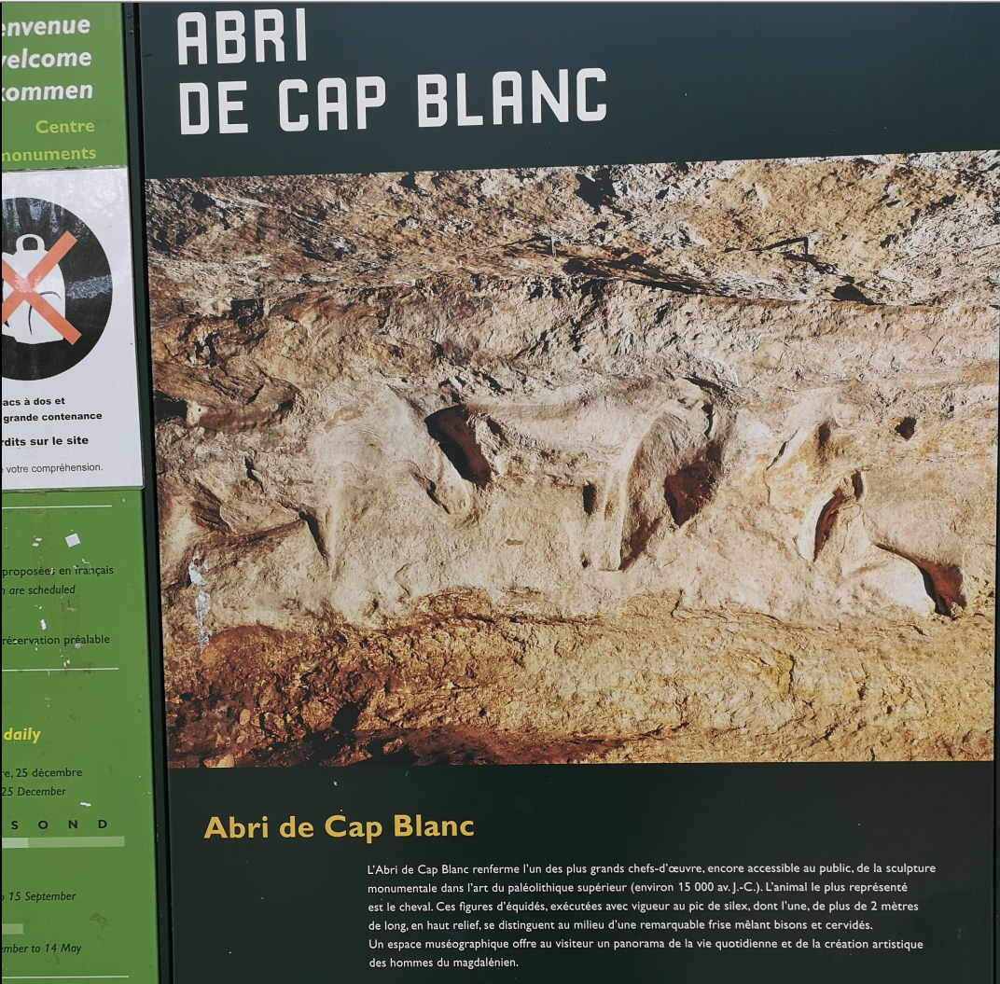 envenue
elcome
ommen
Centre
monuments
acs à dos et
grande contenance
rdits sur le site
votre compréhension.
proposées en français
are scheduled
réservation préalable
daily
re, 25 décembre
25 December
S O N D
15 September
ember to 14 May
ABRI
DE CAP BLANC
Abri de Cap Blanc
L'Abri de Cap Blanc renferme l'un des plus grands chefs-d'œuvre, encore accessible au public, de la sculpture
monumentale dans l'art du paléolithique supérieur (environ 15 000 av. J.-C.). L'animal le plus représenté
est le cheval. Ces figures d'équidés, exécutées avec vigueur au pic de silex, dont l'une, de plus de 2 mètres
de long, en haut relief, se distinguent au milieu d'une remarquable frise mêlant bisons et cervidés.
Un espace muséographique offre au visiteur un panorama de la vie quotidienne et de la création artistique
des hommes du magdalénien.